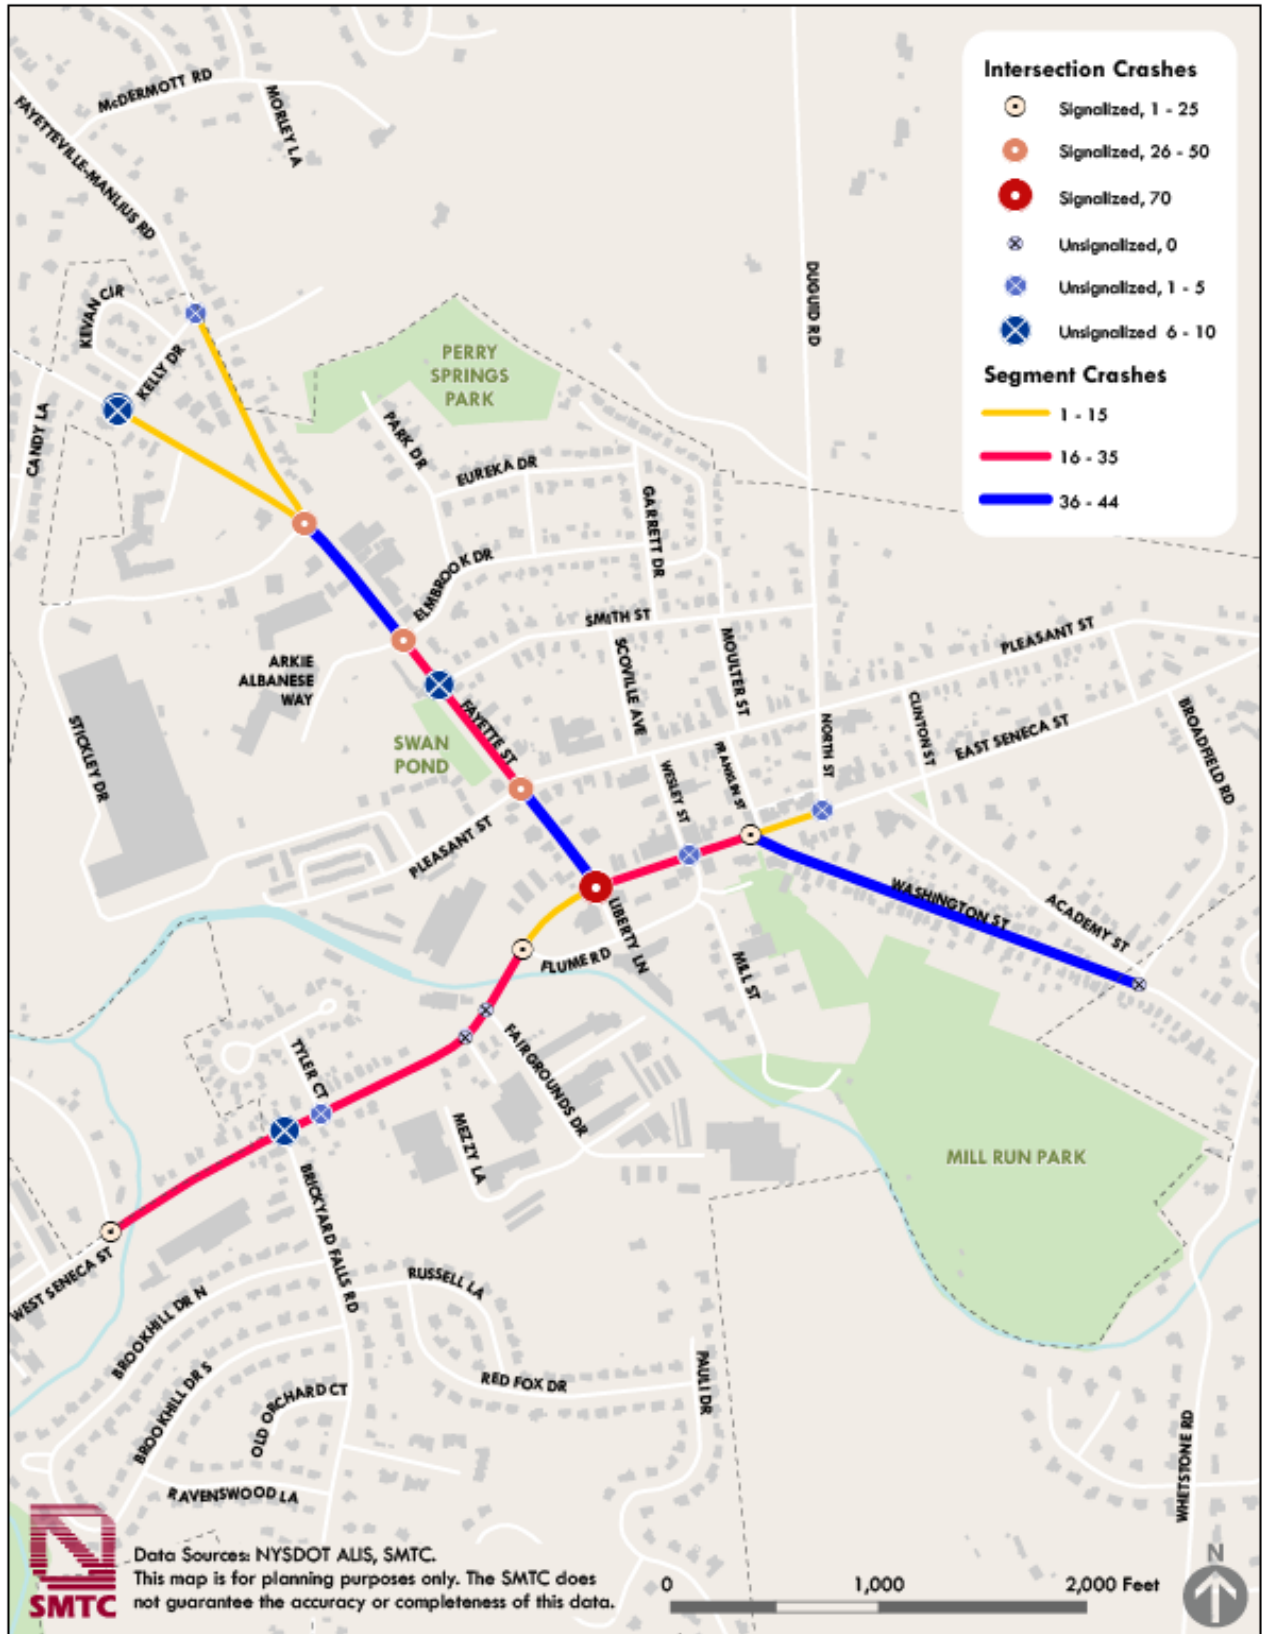 Intersection Crashes
Signalized, 1 - 25
Signalized, 26 - 50
Signalized, 70
Unsignalized, 0
Unsignalized, 1 - 5
Unsignalized 6 - 10
Segment Crashes
1 - 15
16 - 35
36 - 44
McDERMOTT RD
MORLEY LA
FAYETTEVILLE-MANLIUS RD
DUGUID RD
KEVAN CIR
KELLY DR
CANDY LA
PERRY
SPRINGS
PARK
PARK DR
EUREKA DR
GARRETT DR
ELMBROOK DR
SMITH ST
SCOVILLE AVE
MOULTER ST
PLEASANT ST
ARKIE
ALBANESE
WAY
STICKLEY DR
FAYETTE ST
SWAN
POND
WESLEY ST
FRANKLIN ST
NORTH ST
CLINTON ST
EAST SENECA ST
BROADFIELD RD
PLEASANT ST
WASHINGTON ST
ACADEMY ST
LIBERTY LN
FLUME RD
MILL ST
FAIRGROUNDS DR
TYLER CT
MEZZY LA
MILL RUN PARK
BRICKYARD FALLS RD
WEST SENECA ST
BROOKHILL DR N
RUSSELL LA
BROOKHILL DR S
RED FOX DR
OLD ORCHARD CT
PAULI DR
RAVENSWOOD LA
WHETSTONE RD
SMTC
Data Sources: NYSDOT ALIS, SMTC.
This map is for planning purposes only. The SMTC does
not guarantee the accuracy or completeness of this data.
0 1,000 2,000 Feet
N